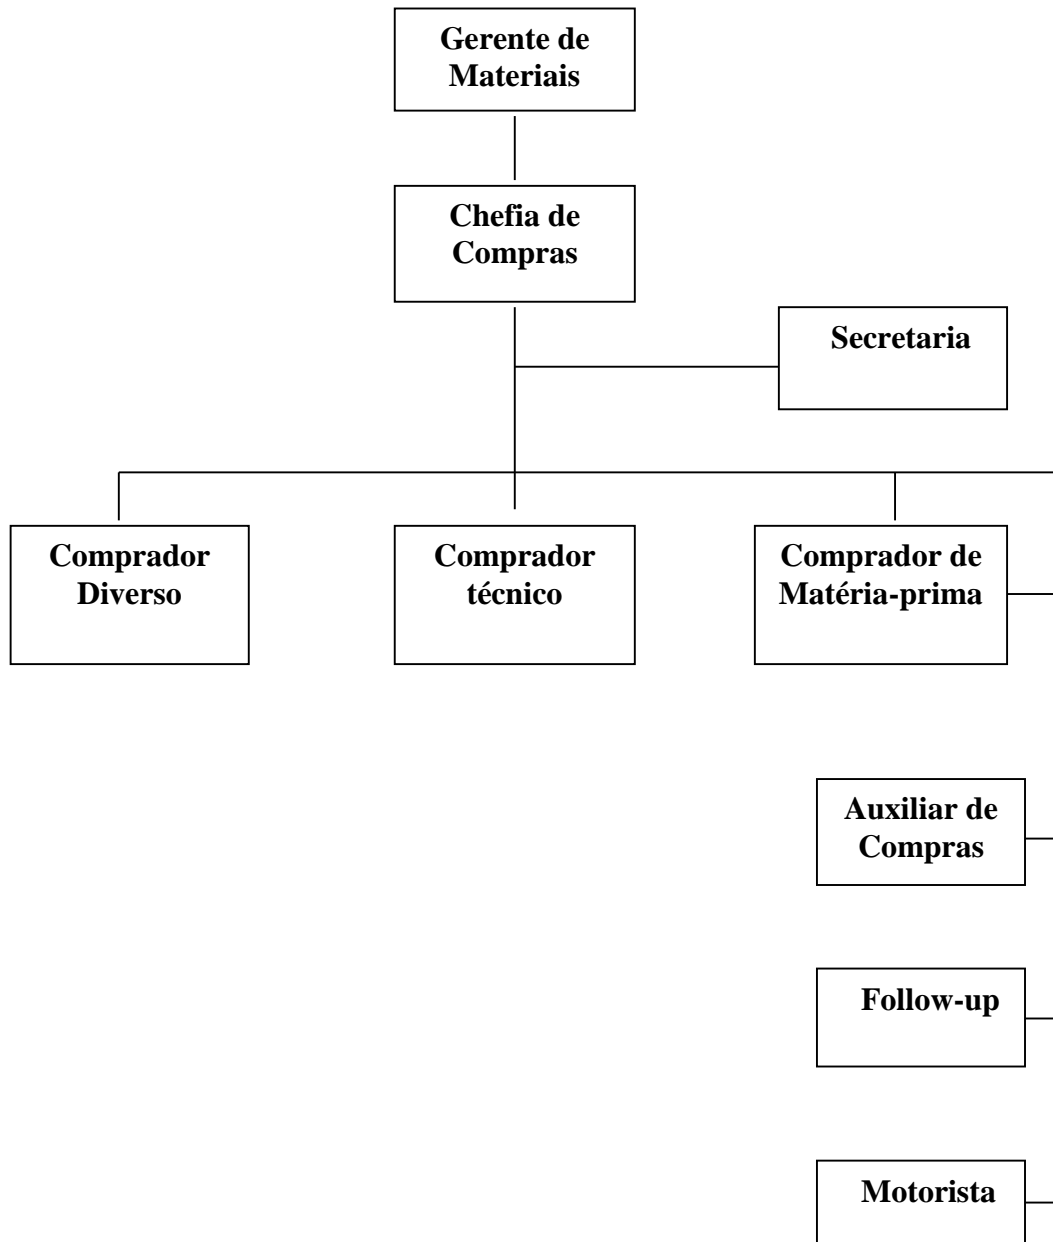 Gerente de
Materiais
Chefia de
Compras
Secretaria
Comprador
Diverso
Comprador
técnico
Comprador de
Matéria-prima
Auxiliar de
Compras
Follow-up
Motorista